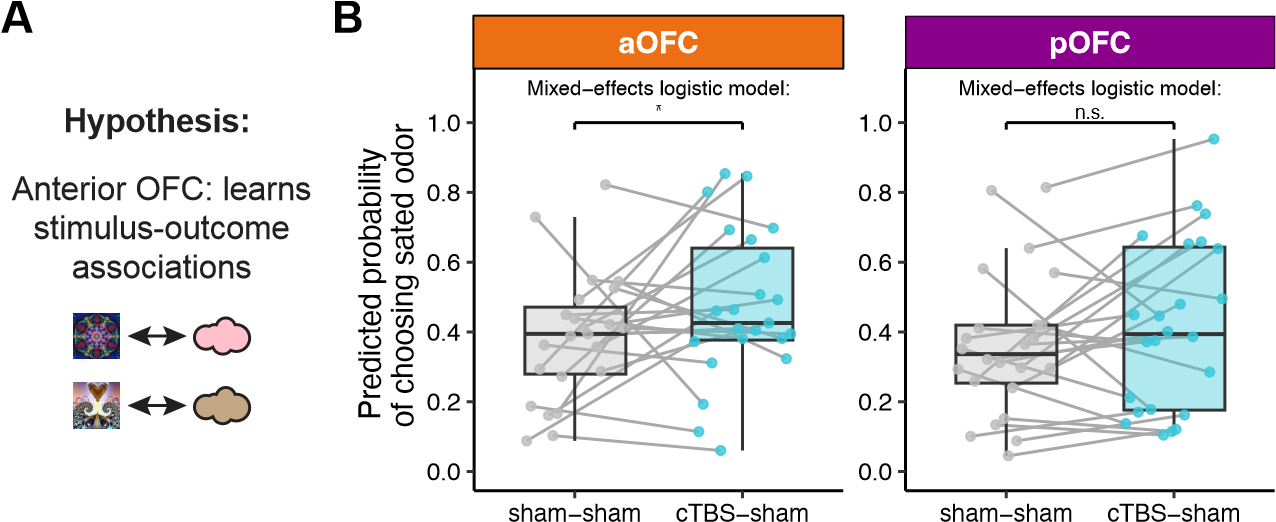 A
Hypothesis:
Anterior OFC: learns
stimulus-outcome
associations
B
aOFC
Mixed−effects logistic model:
*
Predicted probability
of choosing sated odor
1.0
0.8
0.6
0.4
0.2
0.0
sham−sham
cTBS−sham
pOFC
Mixed−effects logistic model:
n.s.
1.0
0.8
0.6
0.4
0.2
0.0
sham−sham
cTBS−sham